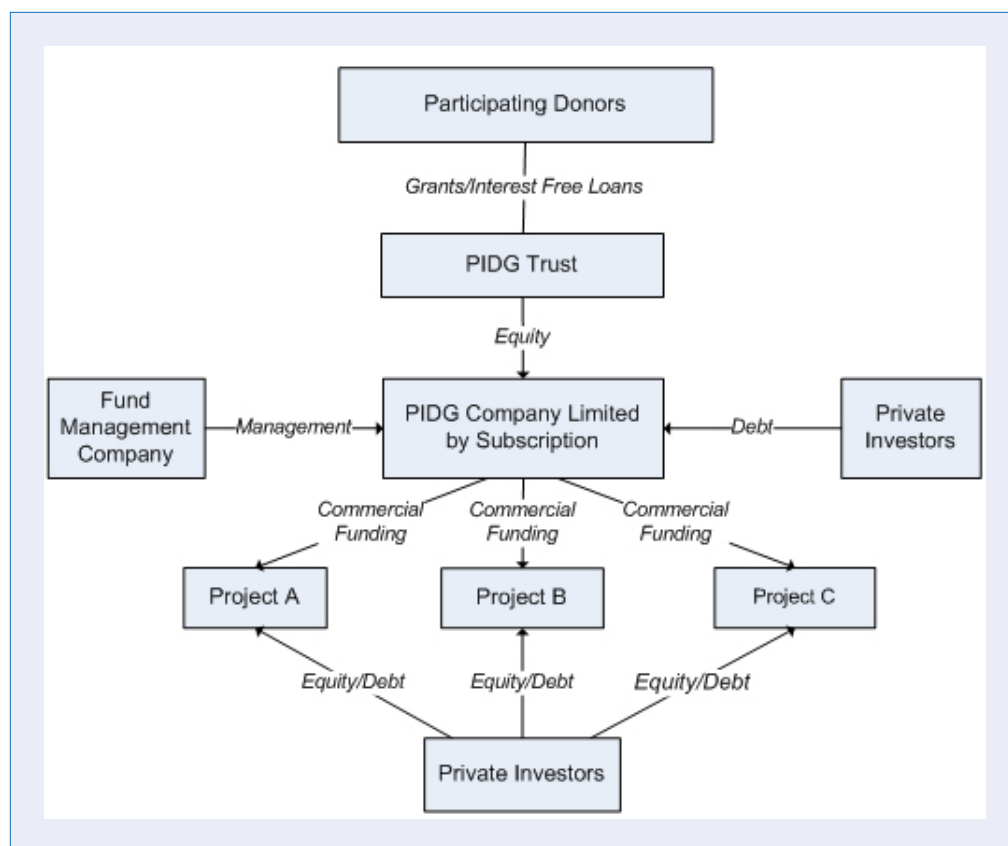 Participating Donors
Grants/Interest Free Loans
PIDG Trust
Equity
Fund
Management
Company
Management
PIDG Company Limited
by Subscription
Debt
Private
Investors
Commercial
Funding
Commercial
Funding
Commercial
Funding
Project A
Project B
Project C
Equity/Debt
Equity/Debt
Equity/Debt
Private Investors